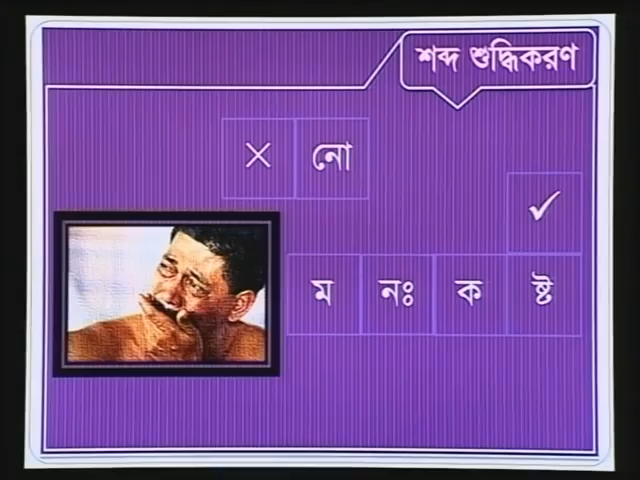 শব্দ শুদ্ধিকরণ
× নো
✓
ম নঃ ক ষ্ট